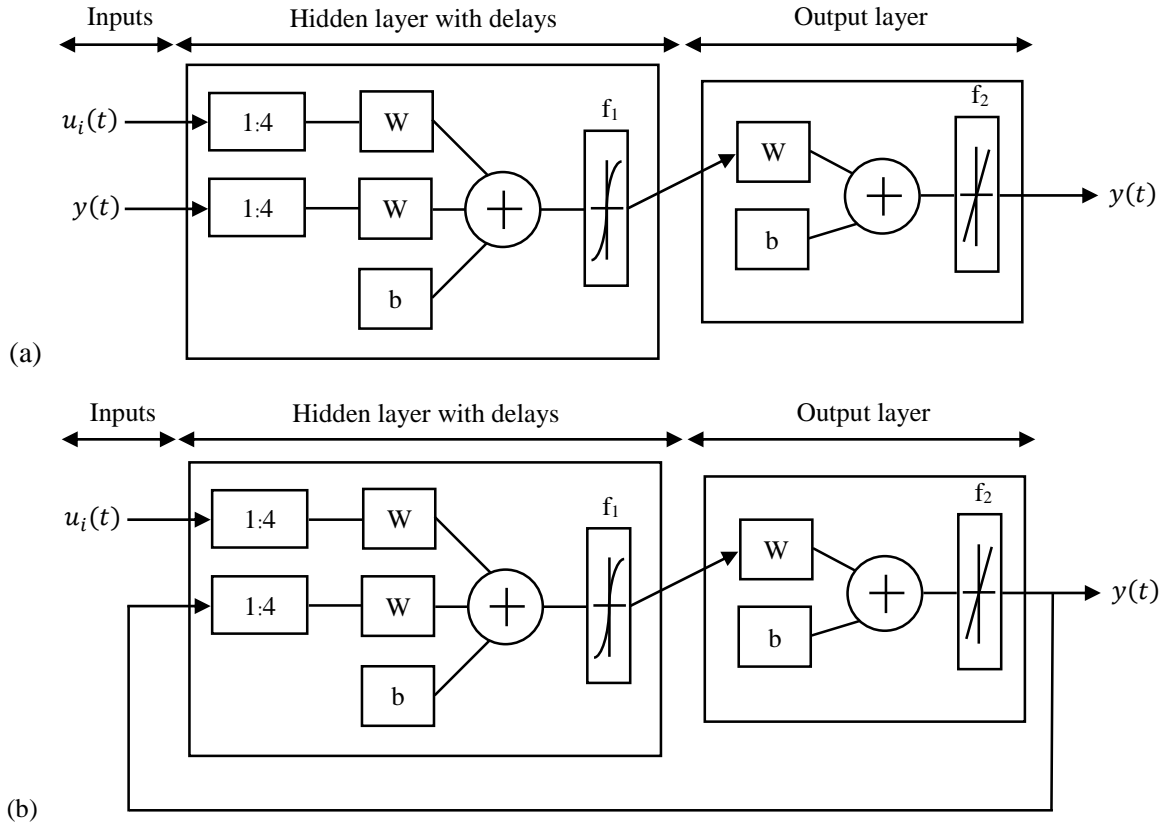 Inputs
Hidden layer with delays
Output layer
u_i(t)
1:4
W
f₁
W
f₂
y(t)
1:4
W
y(t)
b
b
(a)
Inputs
Hidden layer with delays
Output layer
u_i(t)
1:4
W
f₁
W
f₂
1:4
W
y(t)
b
b
(b)